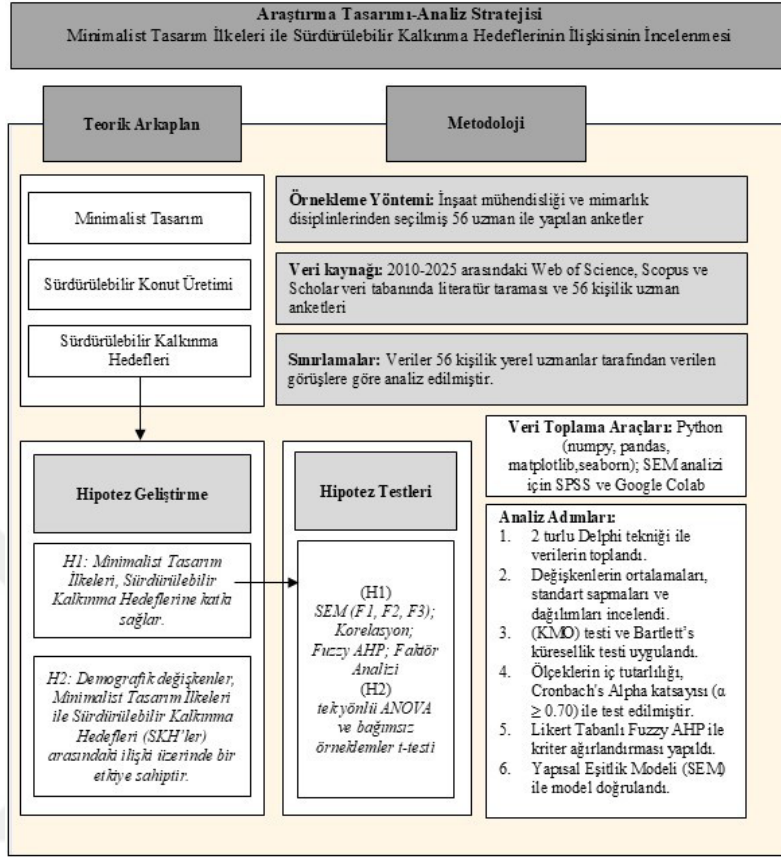 Araştırma Tasarımı-Analiz Stratejisi
Minimalist Tasarım İlkeleri ile Sürdürülebilir Kalkınma Hedeflerinin İlişkisinin İncelenmesi
Teorik Arkaplan
Metodoloji
Minimalist Tasarım
Sürdürülebilir Konut Üretimi
Sürdürülebilir Kalkınma
Hedefleri
Örnekleme Yöntemi: İnşaat mühendisliği ve mimarlık
disiplinlerinden seçilmiş 56 uzman ile yapılan anketler
Veri kaynağı: 2010-2025 arasındaki Web of Science, Scopus ve
Scholar veri tabanında literatür taraması ve 56 kişilik uzman
anketleri
Sınırlamalar: Veriler 56 kişilik yerel uzmanlar tarafından verilen
görüşlere göre analiz edilmiştir.
Hipotez Geliştirme
H1: Minimalist Tasarım
İlkeleri, Sürdürülebilir
Kalkınma Hedeflerine katkı
sağlar.
H2: Demografik değişkenler,
Minimalist Tasarım İlkeleri
ile Sürdürülebilir Kalkınma
Hedefleri (SKH'ler)
arasındaki ilişki üzerinde bir
etkiye sahiptir.
Hipotez Testleri
(H1)
SEM (F1, F2, F3);
Korelasyon;
Fuzzy AHP; Faktör
Analizi
(H2)
tek yönlü ANOVA
ve bağımsız
örneklemler t-testi
Veri Toplama Araçları: Python
(numpy, pandas,
matplotlib,seaborn); SEM analizi
için SPSS ve Google Colab
Analiz Adımları:
1. 2 turlu Delphi tekniği ile
verilerin toplandı.
2. Değişkenlerin ortalamaları,
standart sapmaları ve
dağılımları incelendi.
3. (KMO) testi ve Bartlett's
küresellik testi uygulandı.
4. Ölçeklerin iç tutarlılığı,
Cronbach's Alpha katsayısı (α
≥ 0.70) ile test edilmiştir.
5. Likert Tabanlı Fuzzy AHP ile
kriter ağırlandırması yapıldı.
6. Yapısal Eşitlik Modeli (SEM)
ile model doğrulandı.